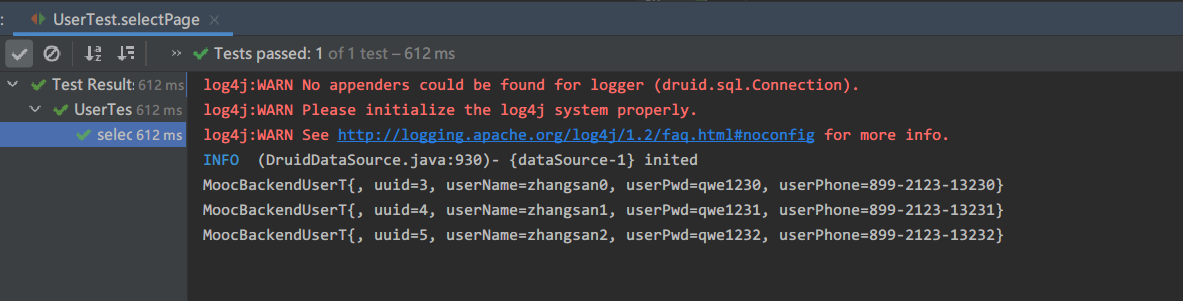 : UserTest.selectPage
Tests passed: 1 of 1 test – 612 ms
Test Results 612 ms
UserTes 612 ms
selec 612 ms
log4j:WARN No appenders could be found for logger (druid.sql.Connection).
log4j:WARN Please initialize the log4j system properly.
log4j:WARN See http://logging.apache.org/log4j/1.2/faq.html#noconfig for more info.
INFO (DruidDataSource.java:930)- {dataSource-1} inited
MoocBackendUserT{, uuid=3, userName=zhangsan0, userPwd=qwe1230, userPhone=899-2123-13230}
MoocBackendUserT{, uuid=4, userName=zhangsan1, userPwd=qwe1231, userPhone=899-2123-13231}
MoocBackendUserT{, uuid=5, userName=zhangsan2, userPwd=qwe1232, userPhone=899-2123-13232}